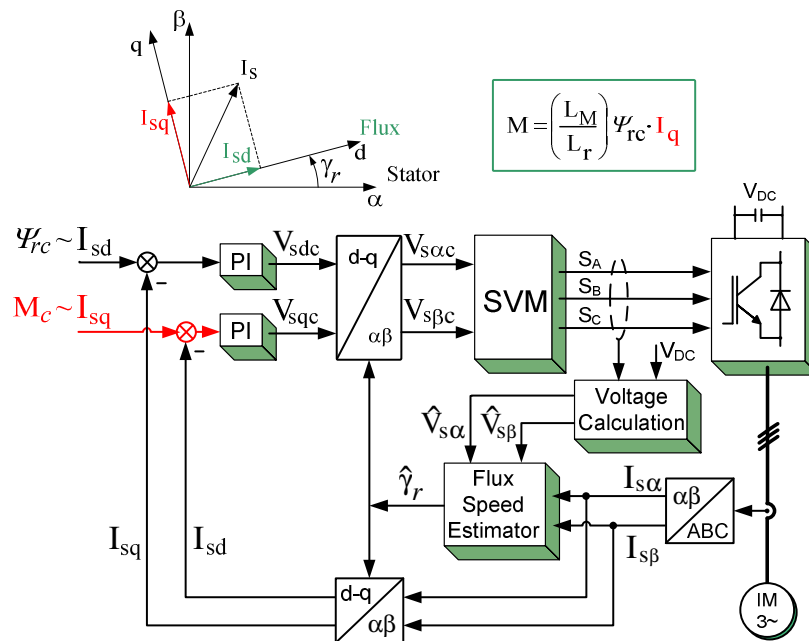 β
q
I_s
I_sq
Flux
I_sd
d
γ_r
Stator
α
M = (L_M / L_r) Ψ_rc · I_q
V_DC
Ψ_rc ~ I_sd
-
PI
V_sdc
d-q
αβ
V_sαc
SVM
S_A
S_B
S_C
M_c ~ I_sq
-
PI
V_sqc
V_sβc
V_DC
Voltage
Calculation
V̂_sα
V̂_sβ
γ̂_r
Flux
Speed
Estimator
I_sα
I_sβ
αβ
ABC
I_sq
I_sd
d-q
αβ
IM
3~